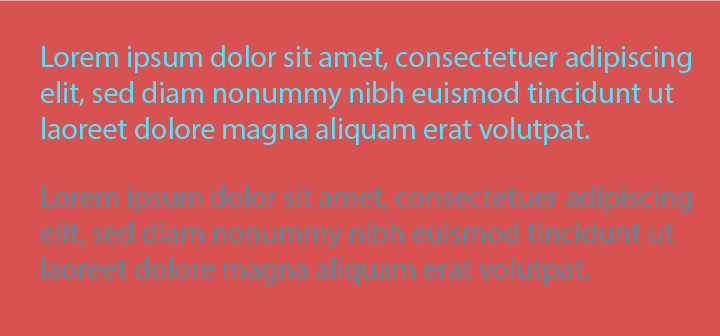 Lorem ipsum dolor sit amet, consectetuer adipiscing
elit, sed diam nonummy nibh euismod tincidunt ut
laoreet dolore magna aliquam erat volutpat.
Lorem ipsum dolor sit amet, consectetuer adipiscing
elit, sed diam nonummy nibh euismod tincidunt ut
laoreet dolore magna aliquam erat volutpat.